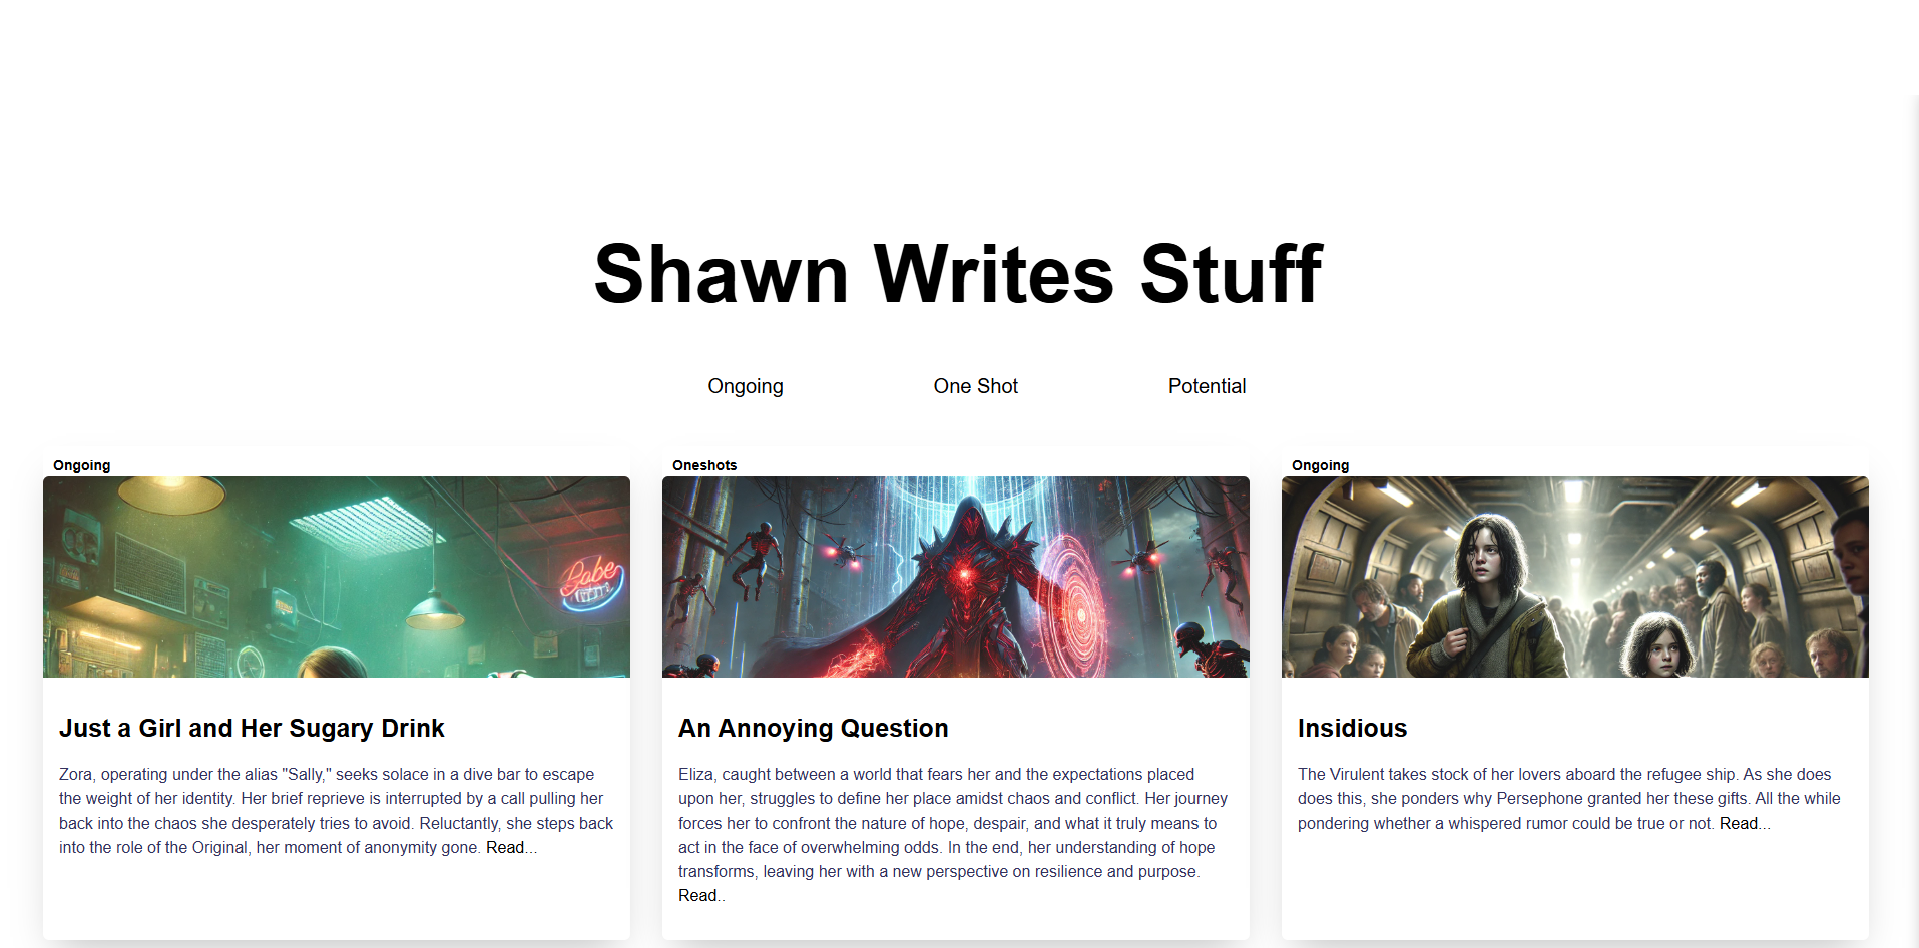 Shawn Writes Stuff
Ongoing
One Shot
Potential
Ongoing
Just a Girl and Her Sugary Drink
Zora, operating under the alias "Sally," seeks solace in a dive bar to escape
the weight of her identity. Her brief reprieve is interrupted by a call pulling her
back into the chaos she desperately tries to avoid. Reluctantly, she steps back
into the role of the Original, her moment of anonymity gone. Read...
Oneshots
An Annoying Question
Eliza, caught between a world that fears her and the expectations placed
upon her, struggles to define her place amidst chaos and conflict. Her journey
forces her to confront the nature of hope, despair, and what it truly means to
act in the face of overwhelming odds. In the end, her understanding of hope
transforms, leaving her with a new perspective on resilience and purpose.
Read..
Ongoing
Insidious
The Virulent takes stock of her lovers aboard the refugee ship. As she does
does this, she ponders why Persephone granted her these gifts. All the while
pondering whether a whispered rumor could be true or not. Read...